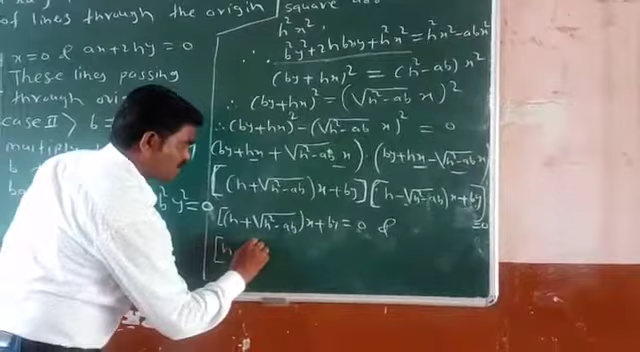 of lines through the origin
x=0 & ax+2hy=0
These lines passing
through
case II> b
b²y²=0
square
h²x².
∴ b²y²+2hbxy+h²x²=h²x²-abx²
(by+hx)² = (h²-ab)x²
∴ (by+hx)²=(√h²-ab x)²
∴ (by+hx)²-(√h²-ab x)² = 0
(by+hx+√h²-ab x).(by+hx-√h²-ab x)
[(h+√h²-ab)x+by][h-√h²-ab)x+by]
=0
[(h+√h²-ab)x+by=0 &
[h